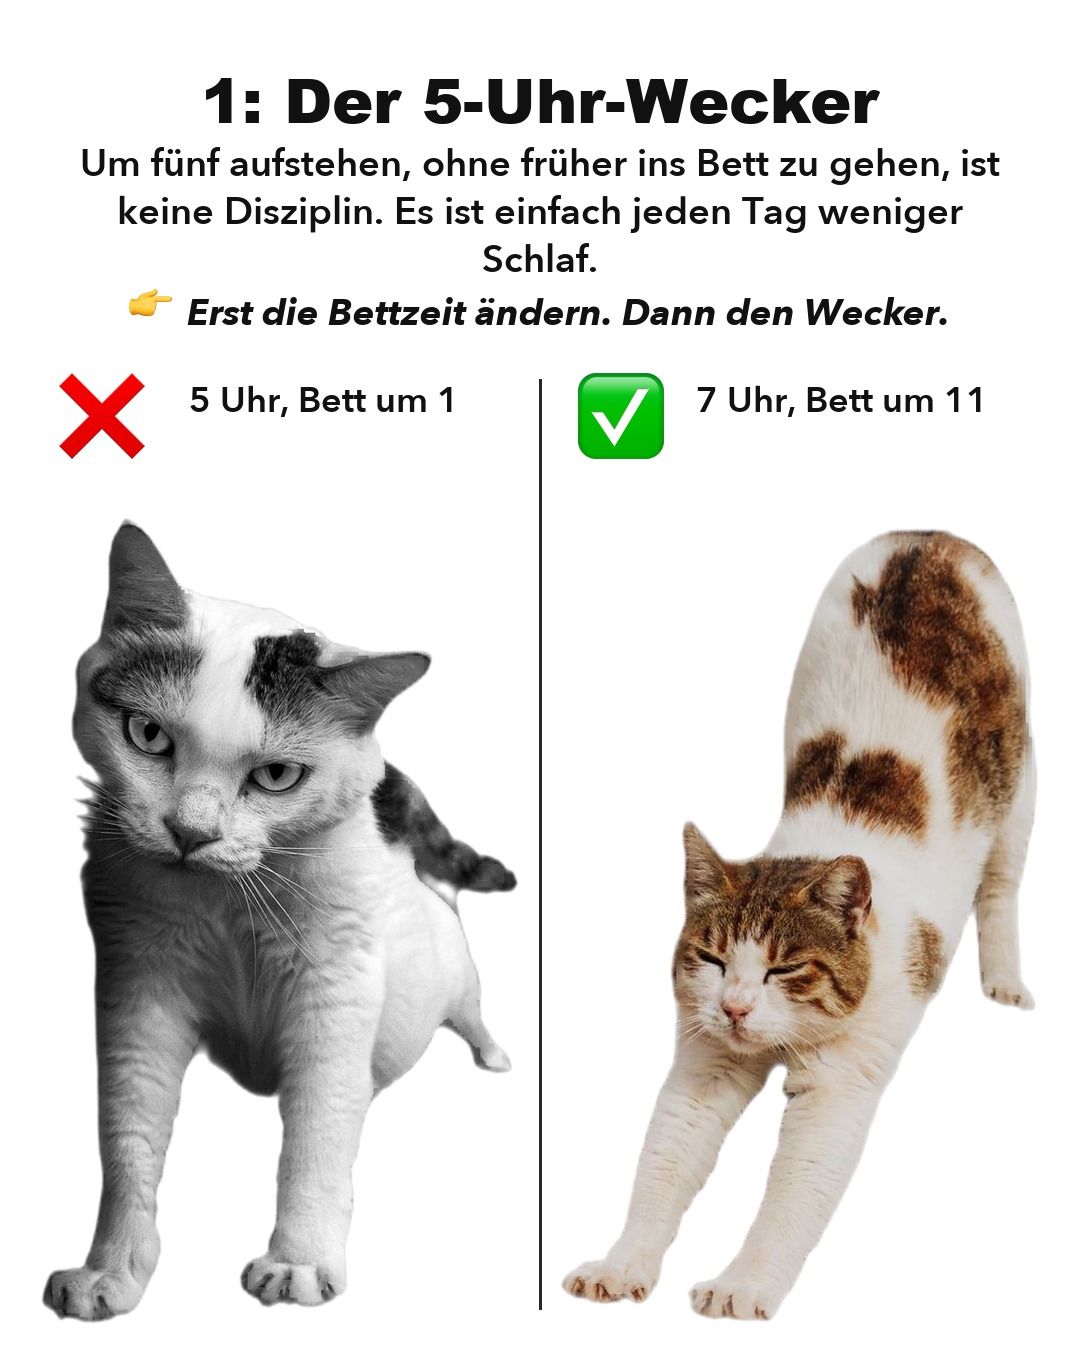 1: Der 5-Uhr-Wecker
Um fünf aufstehen, ohne früher ins Bett zu gehen, ist
keine Disziplin. Es ist einfach jeden Tag weniger
Schlaf.
👉 Erst die Bettzeit ändern. Dann den Wecker.
❌ 5 Uhr, Bett um 1
✅ 7 Uhr, Bett um 11